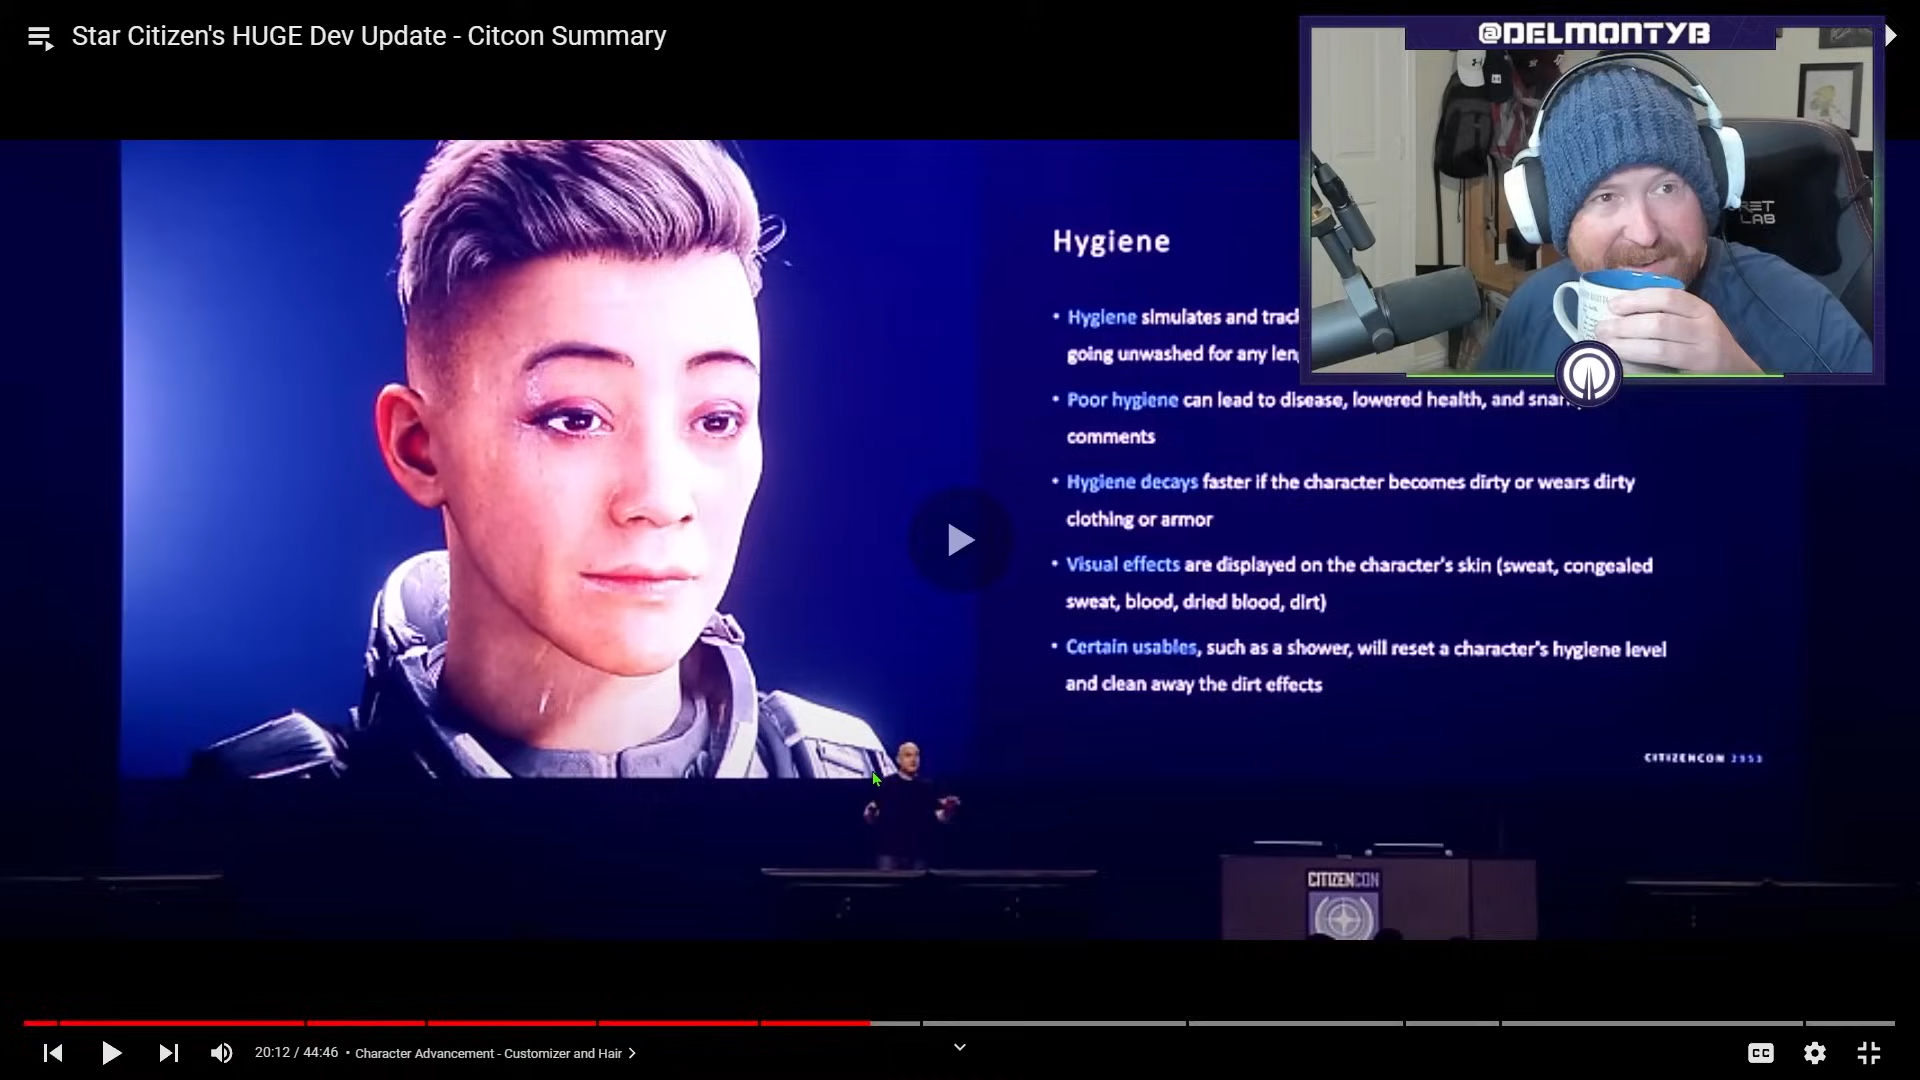 Star Citizen's HUGE Dev Update - Citcon Summary
@DELMONTYB
Hygiene
• Hygiene simulates and track
going unwashed for any len
• Poor hygiene can lead to disease, lowered health, and snar
comments
• Hygiene decays faster if the character becomes dirty or wears dirty
clothing or armor
• Visual effects are displayed on the character's skin (sweat, congealed
sweat, blood, dried blood, dirt)
• Certain usables, such as a shower, will reset a character's hygiene level
and clean away the dirt effects
CITIZENCON 2953
CITIZENCON
20:12 / 44:46 • Character Advancement - Customizer and Hair >
CC